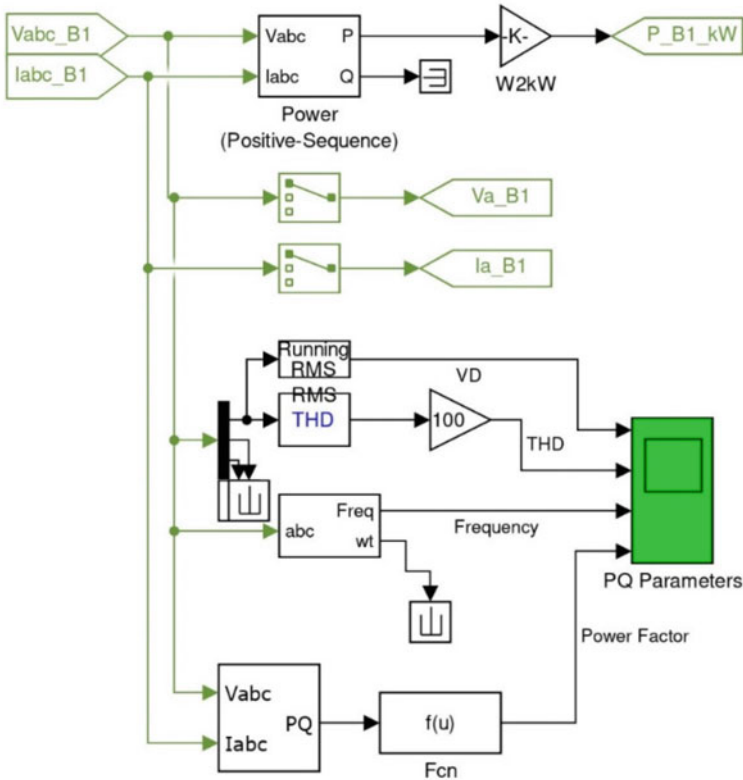 Vabc_B1
Iabc_B1
Vabc P
Iabc Q
Power
(Positive-Sequence)
-K-
W2kW
P_B1_kW
Va_B1
Ia_B1
Running
RMS
RMS
THD
VD
100
THD
abc Freq
wt
Frequency
PQ Parameters
Power Factor
Vabc
PQ
Iabc
f(u)
Fcn